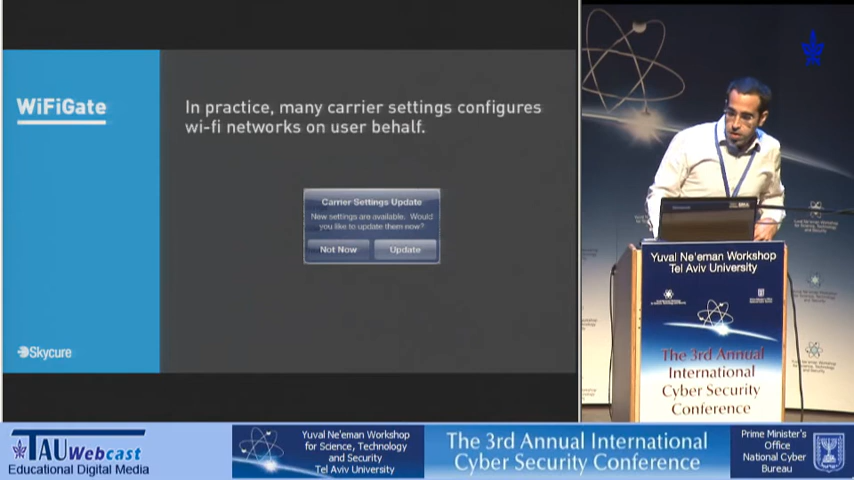 WiFiGate
In practice, many carrier settings configures
wi-fi networks on user behalf.
Carrier Settings Update
New settings are available. Would
you like to update them now?
Not Now
Update
Skycure
Yuval Ne'eman Workshop
Tel Aviv University
The 3rd Annual
International
Cyber Security
Conference
TAU Webcast
Educational Digital Media
Yuval Ne'eman Workshop
for Science, Technology
and Security
Tel Aviv University
The 3rd Annual International
Cyber Security Conference
Prime Minister's
Office
National Cyber
Bureau